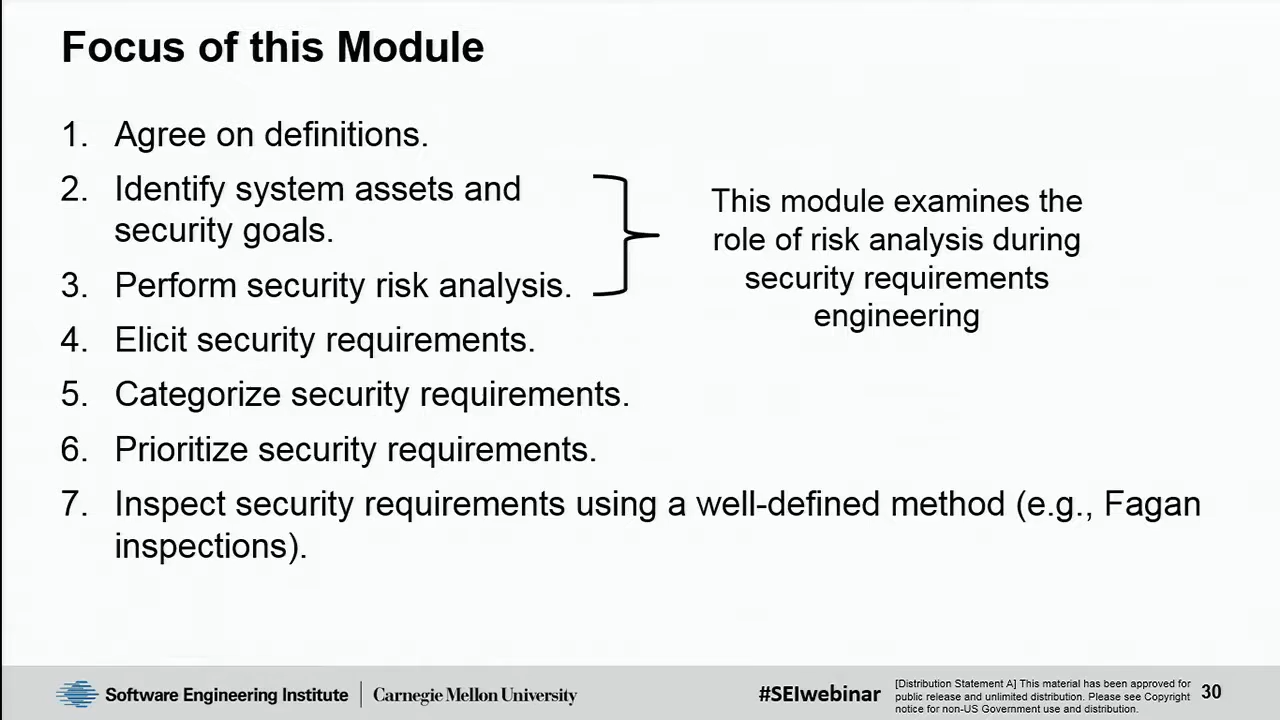 Focus of this Module
1. Agree on definitions.
2. Identify system assets and
security goals.
3. Perform security risk analysis.
This module examines the
role of risk analysis during
security requirements
engineering
4. Elicit security requirements.
5. Categorize security requirements.
6. Prioritize security requirements.
7. Inspect security requirements using a well-defined method (e.g., Fagan
inspections).
Software Engineering Institute | Carnegie Mellon University
#SEIwebinar
[Distribution Statement A] This material has been approved for
public release and unlimited distribution. Please see Copyright
notice for non-US Government use and distribution.
30